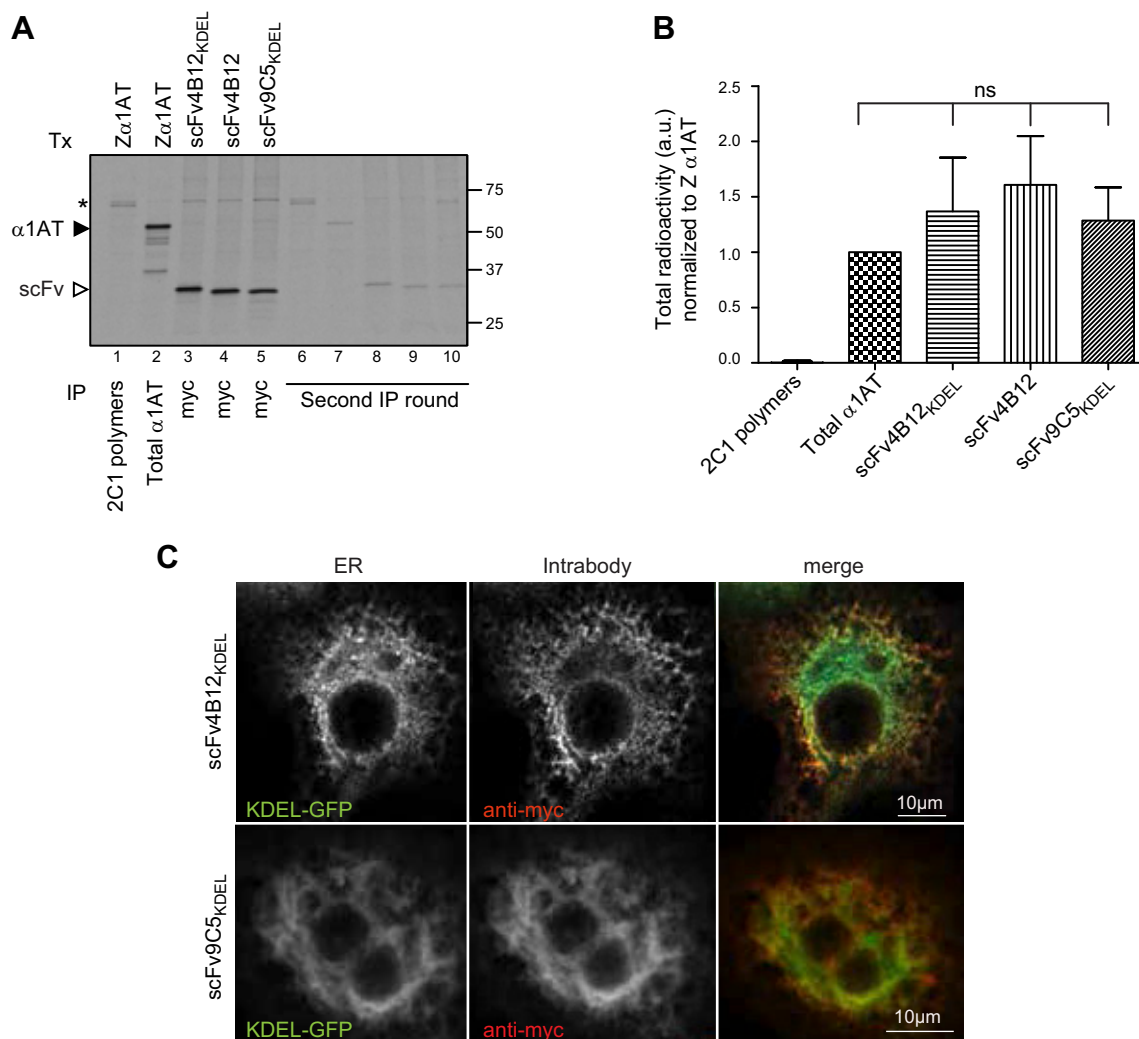 A
Tx
Zα1AT
Zα1AT
scFv4B12KDEL
scFv4B12
scFv9C5KDEL
*
α1AT
scFv
75
50
37
25
1 2 3 4 5 6 7 8 9 10
IP
2C1 polymers
Total α1AT
myc
myc
myc
Second IP round
B
Total radioactivity (a.u.)
normalized to Z α1AT
2.5
2.0
1.5
1.0
0.5
0.0
ns
2C1 polymers
Total α1AT
scFv4B12KDEL
scFv4B12
scFv9C5KDEL
C
ER Intrabody merge
scFv4B12KDEL
KDEL-GFP anti-myc 10µm
scFv9C5KDEL
KDEL-GFP anti-myc 10µm